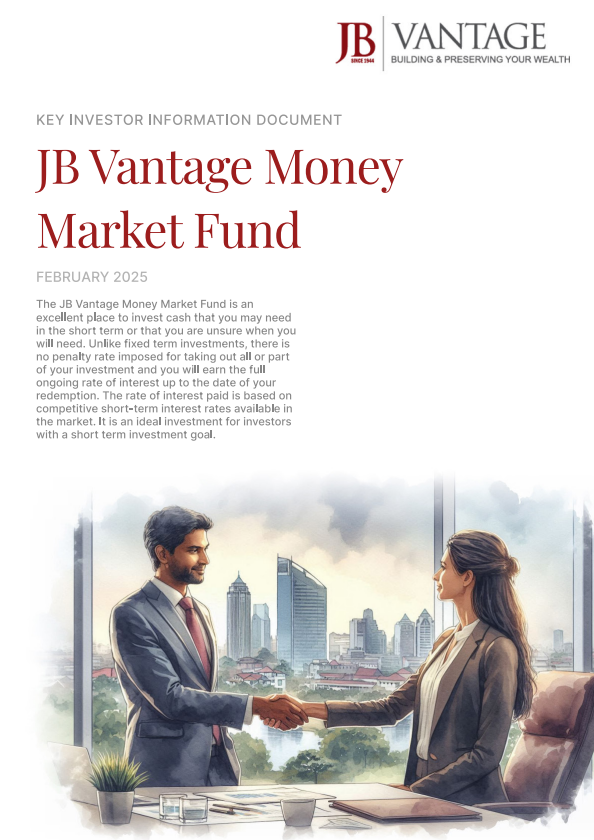 JB VANTAGE
SINCE 1944
BUILDING & PRESERVING YOUR WEALTH
KEY INVESTOR INFORMATION DOCUMENT
JB Vantage Money
Market Fund
FEBRUARY 2025
The JB Vantage Money Market Fund is an
excellent place to invest cash that you may need
in the short term or that you are unsure when you
will need. Unlike fixed term investments, there is
no penalty rate imposed for taking out all or part
of your investment and you will earn the full
ongoing rate of interest up to the date of your
redemption. The rate of interest paid is based on
competitive short-term interest rates available in
the market. It is an ideal investment for investors
with a short term investment goal.